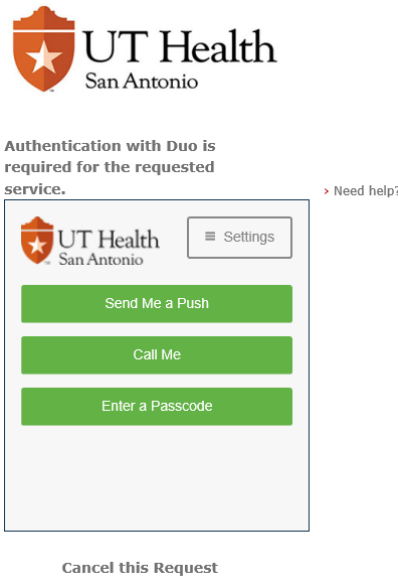 UT Health
San Antonio
Authentication with Duo is
required for the requested
service.
> Need help?
UT Health
San Antonio
Settings
Send Me a Push
Call Me
Enter a Passcode
Cancel this Request